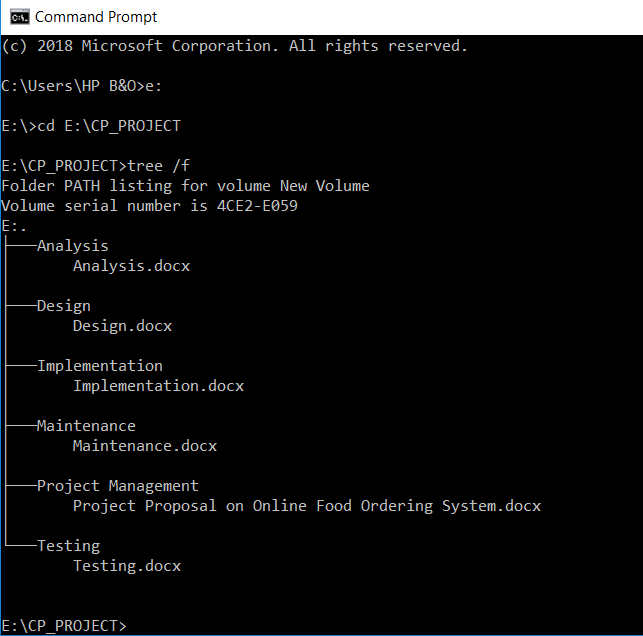 Command Prompt
(c) 2018 Microsoft Corporation. All rights reserved.
C:\Users\HP B&O>e:
E:\>cd E:\CP_PROJECT
E:\CP_PROJECT>tree /f
Folder PATH listing for volume New Volume
Volume serial number is 4CE2-E059
E:.
├───Analysis
        Analysis.docx
├───Design
        Design.docx
├───Implementation
        Implementation.docx
├───Maintenance
        Maintenance.docx
├───Project Management
        Project Proposal on Online Food Ordering System.docx
└───Testing
        Testing.docx
E:\CP_PROJECT>